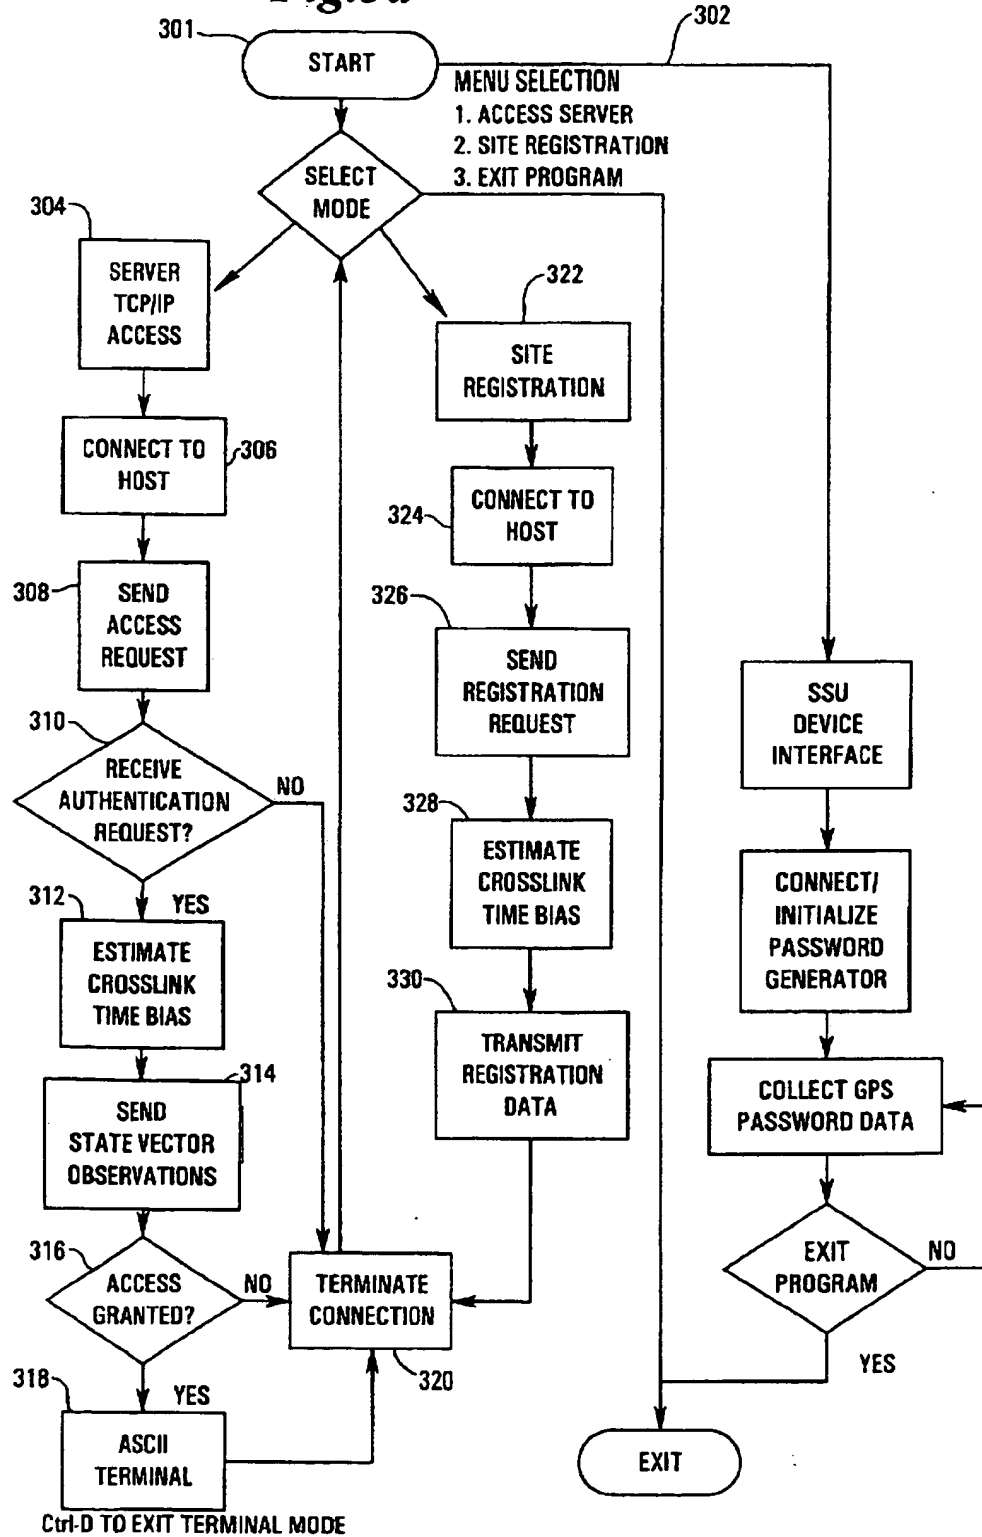 301
302
START
MENU SELECTION
1. ACCESS SERVER
2. SITE REGISTRATION
3. EXIT PROGRAM
SELECT
MODE
304
SERVER
TCP/IP
ACCESS
322
SITE
REGISTRATION
CONNECT TO
HOST
306
324
CONNECT TO
HOST
308
SEND
ACCESS
REQUEST
326
SEND
REGISTRATION
REQUEST
SSU
DEVICE
INTERFACE
310
RECEIVE
AUTHENTICATION
REQUEST?
NO
328
ESTIMATE
CROSSLINK
TIME BIAS
CONNECT/
INITIALIZE
PASSWORD
GENERATOR
312
YES
ESTIMATE
CROSSLINK
TIME BIAS
330
TRANSMIT
REGISTRATION
DATA
COLLECT GPS
PASSWORD DATA
314
SEND
STATE VECTOR
OBSERVATIONS
316
ACCESS
GRANTED?
NO
TERMINATE
CONNECTION
320
EXIT
PROGRAM
NO
YES
318
YES
ASCII
TERMINAL
EXIT
Ctrl-D TO EXIT TERMINAL MODE